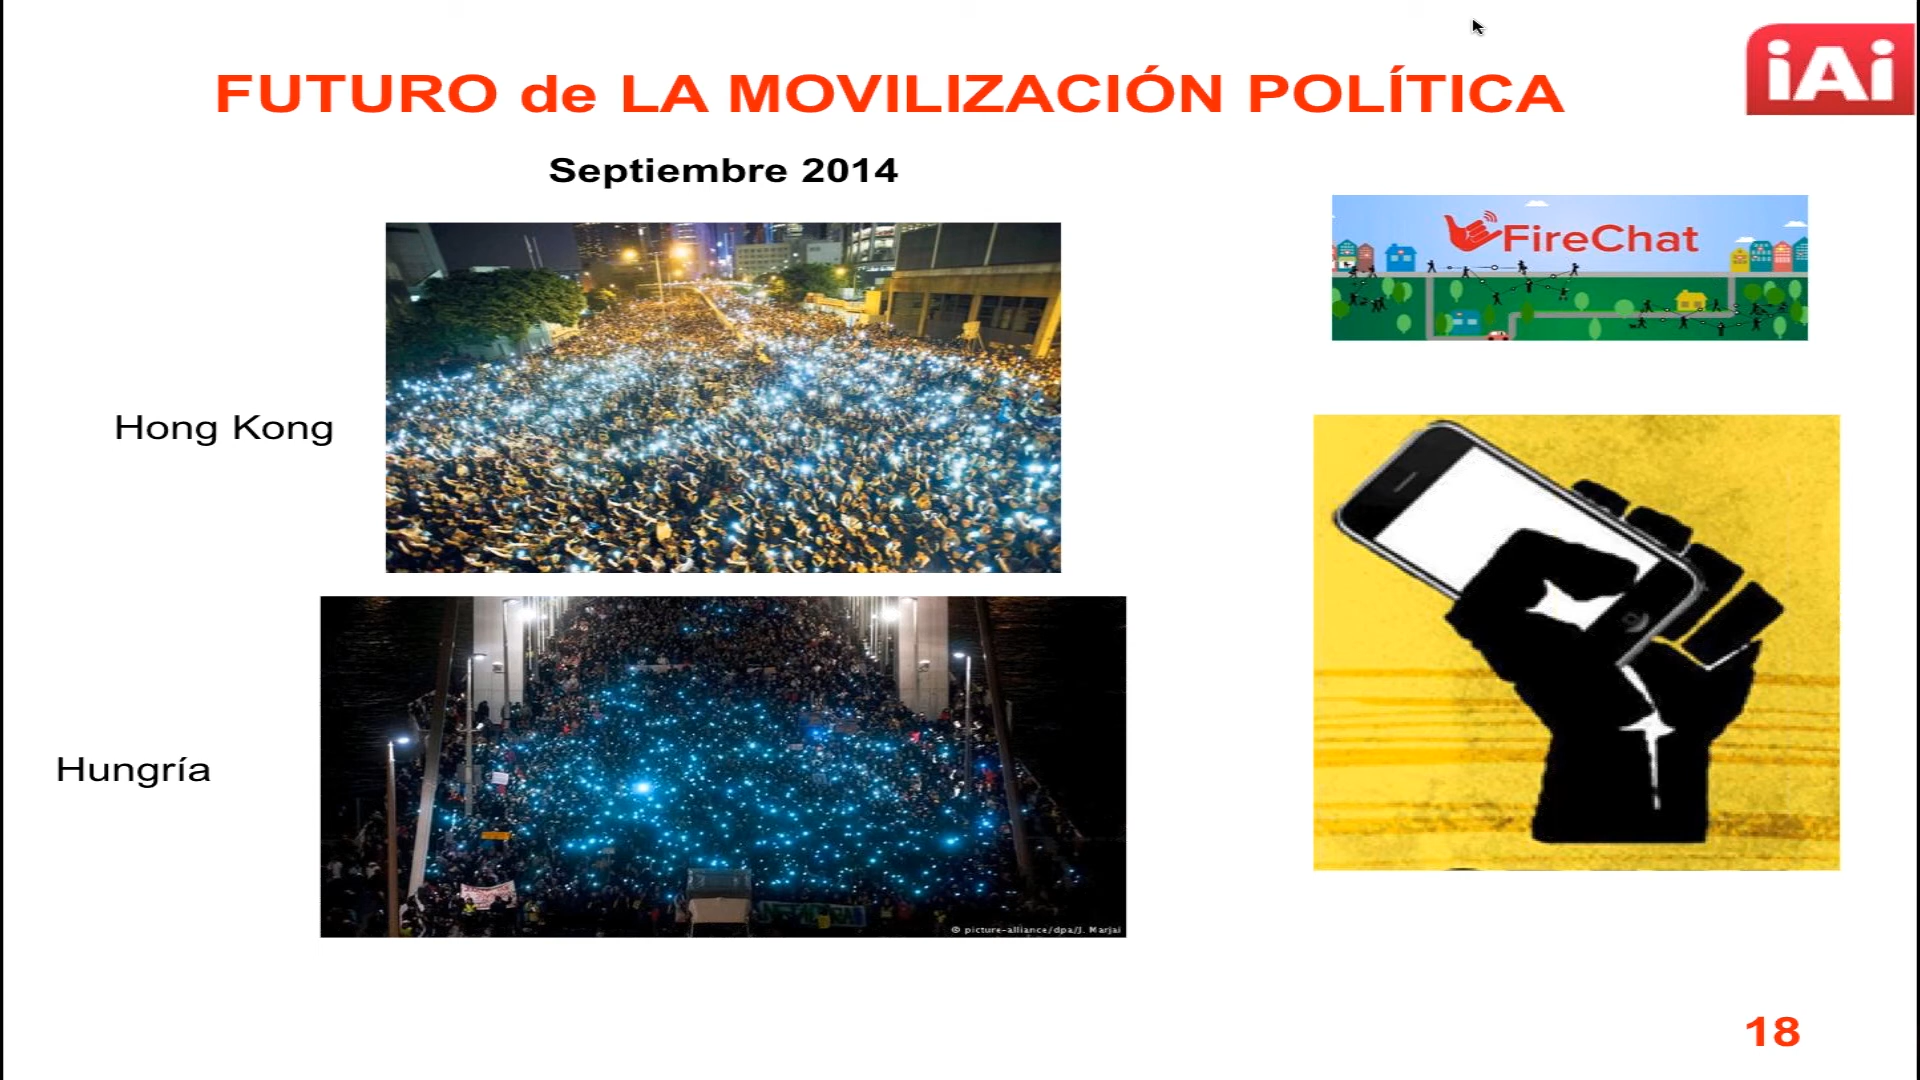 iAi
FUTURO de LA MOVILIZACIÓN POLÍTICA
Septiembre 2014
FireChat
Hong Kong
Hungría
© picture-alliance/dpa/J. Marjai
18